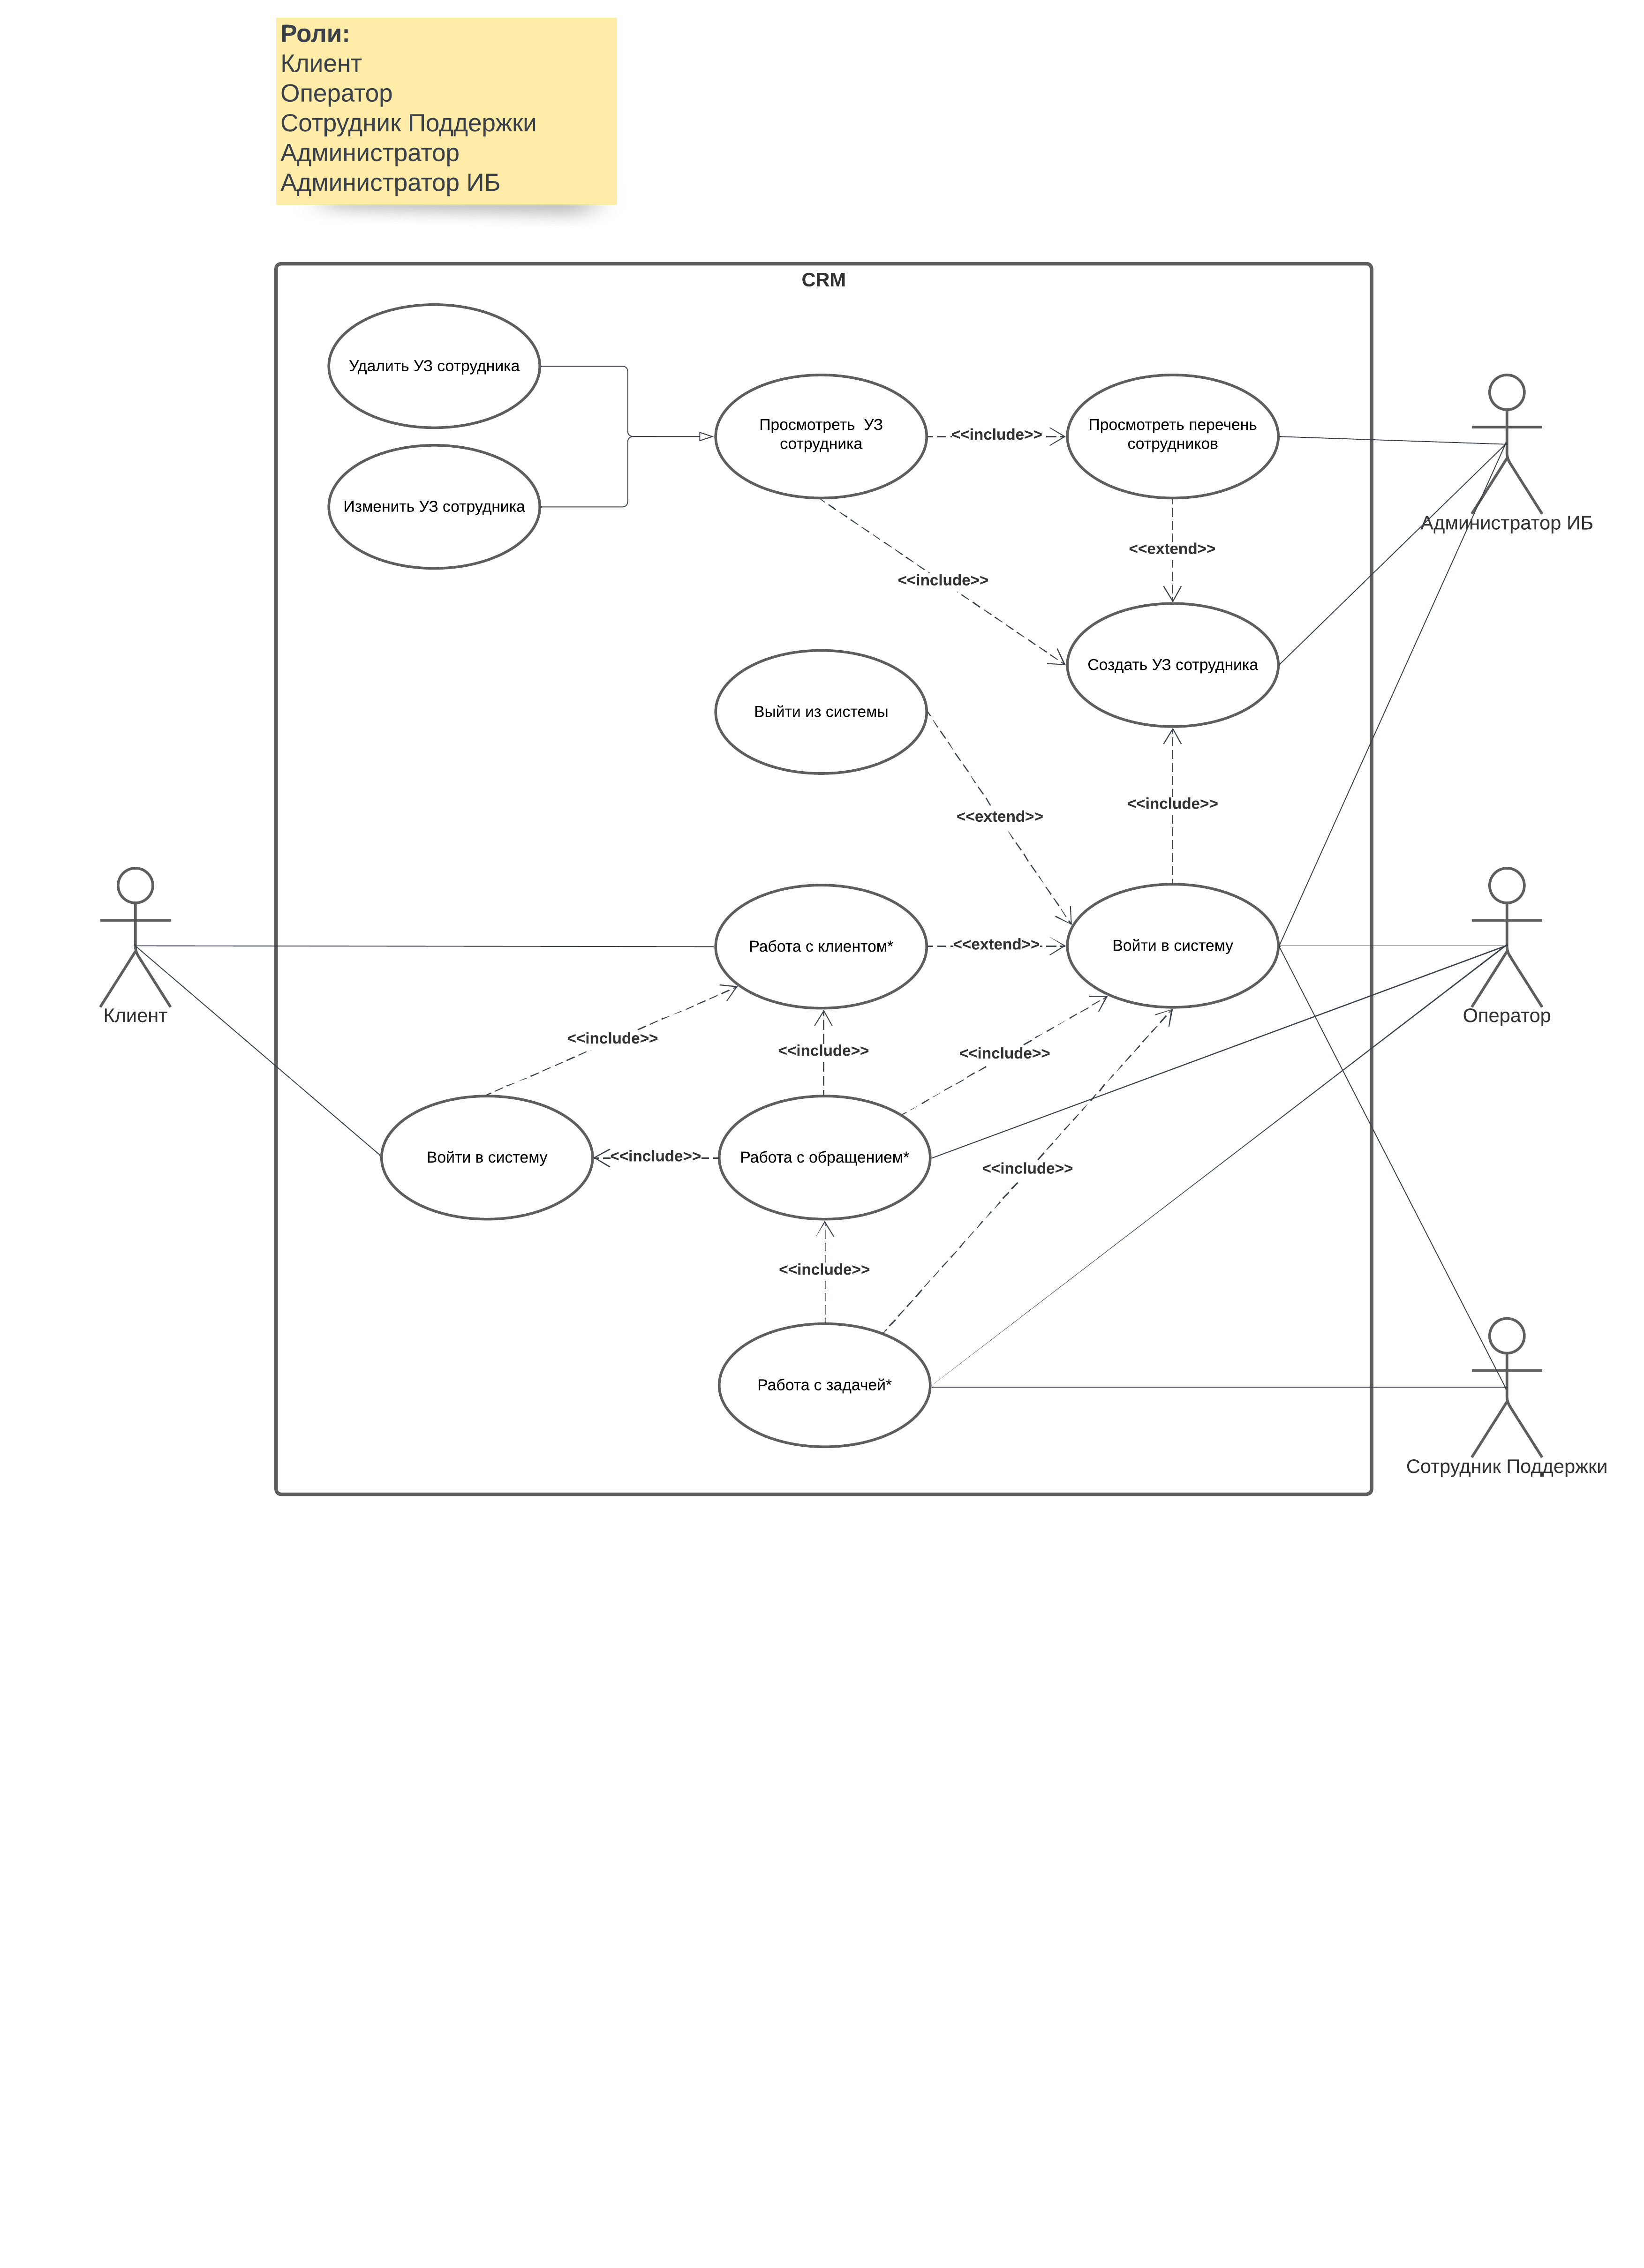 Роли:
Клиент
Оператор
Сотрудник Поддержки
Администратор
Администратор ИБ
CRM
Удалить УЗ сотрудника
Изменить УЗ сотрудника
Просмотреть  УЗ
сотрудника
<<include>>
Просмотреть перечень
сотрудников
Администратор ИБ
<<extend>>
<<include>>
Создать УЗ сотрудника
Выйти из системы
<<extend>>
<<include>>
Клиент
Работа с клиентом*
<<extend>>
Войти в систему
Оператор
<<include>>
<<include>>
<<include>>
Войти в систему
<<include>>
Работа с обращением*
<<include>>
<<include>>
Работа с задачей*
Сотрудник Поддержки